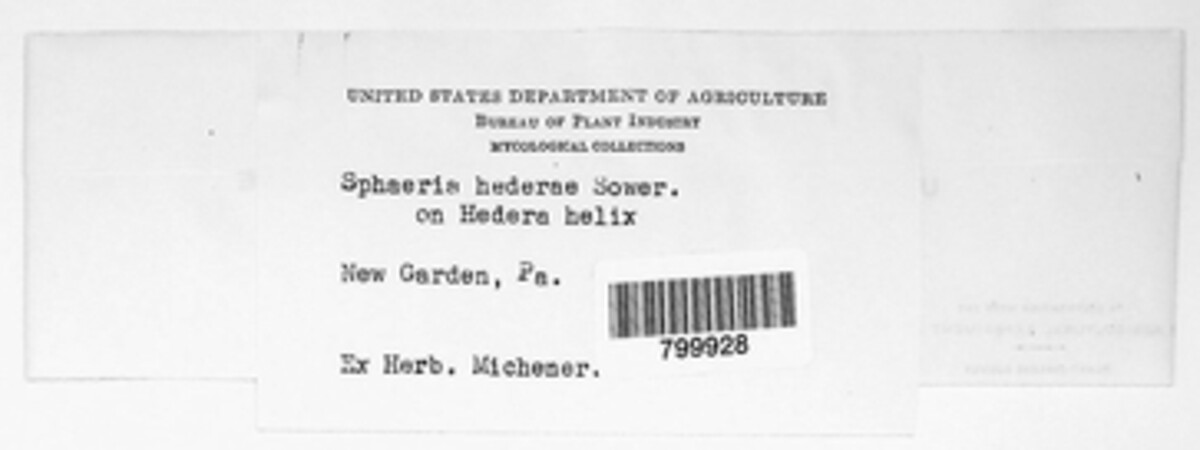 UNITED STATES DEPARTMENT OF AGRICULTURE
BUREAU OF PLANT INDUSTRY
MYCOLOGICAL COLLECTIONS
Sphaeria hederae Sower.
on Hedera helix
New Garden, Pa.
799928
Ex Herb. Michener.